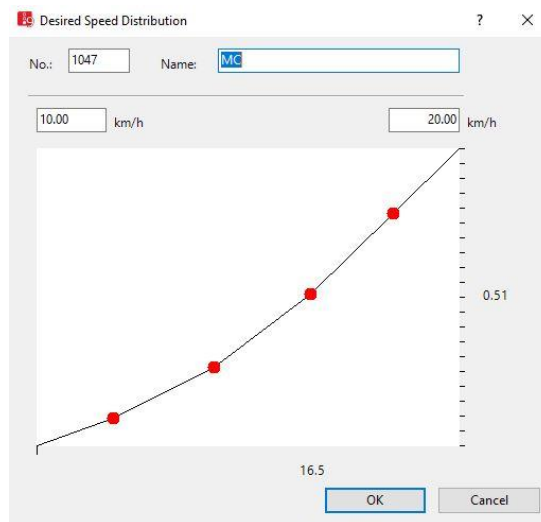 Desired Speed Distribution ? ×
No.: 1047 Name: MC
10.00 km/h 20.00 km/h
0.51
16.5
OK Cancel